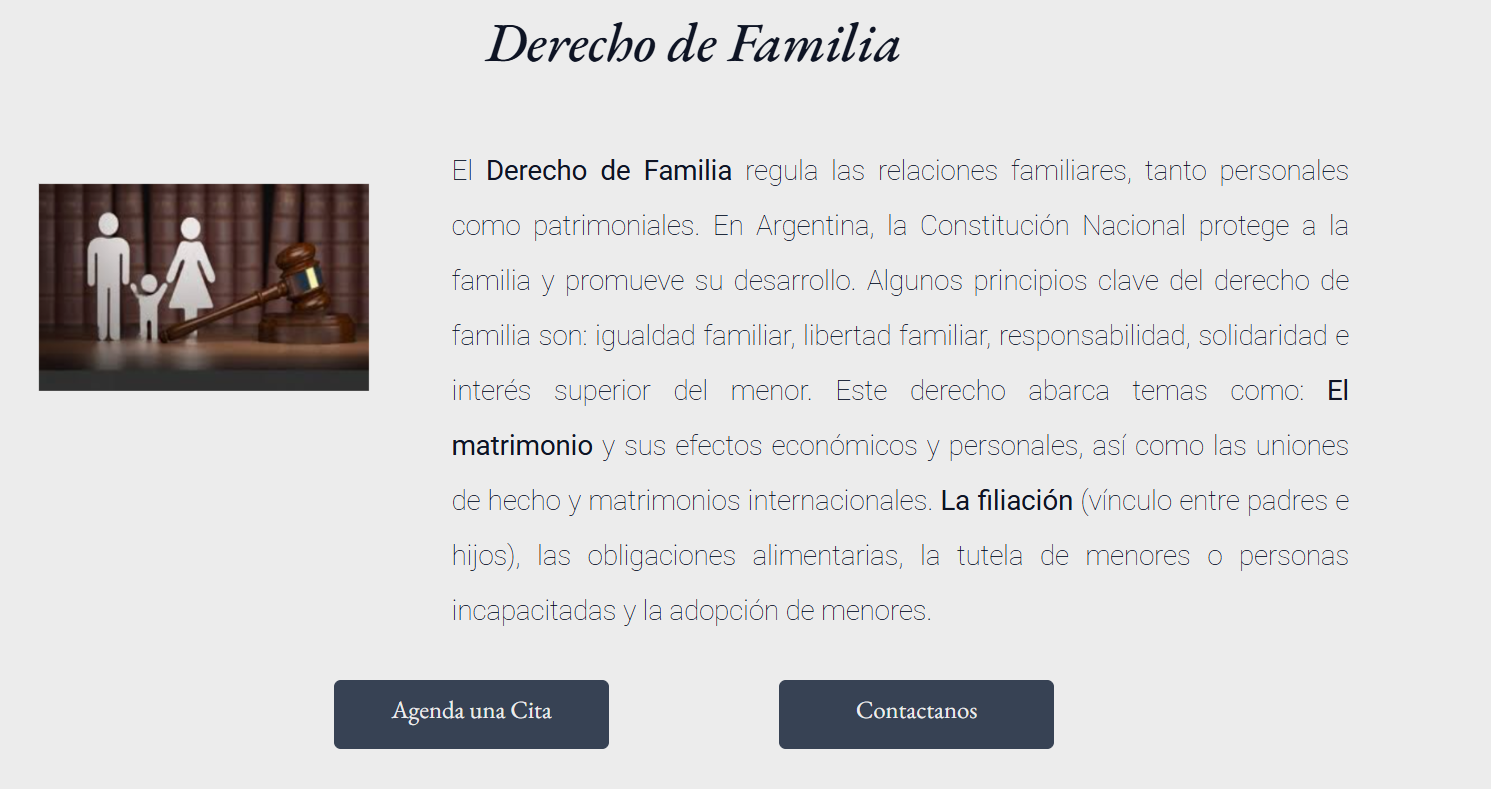 Derecho de Familia
El Derecho de Familia regula las relaciones familiares, tanto personales
como patrimoniales. En Argentina, la Constitución Nacional protege a la
familia y promueve su desarrollo. Algunos principios clave del derecho de
familia son: igualdad familiar, libertad familiar, responsabilidad, solidaridad e
interés superior del menor. Este derecho abarca temas como: El
matrimonio y sus efectos económicos y personales, así como las uniones
de hecho y matrimonios internacionales. La filiación (vínculo entre padres e
hijos), las obligaciones alimentarias, la tutela de menores o personas
incapacitadas y la adopción de menores.
Agenda una Cita
Contactanos